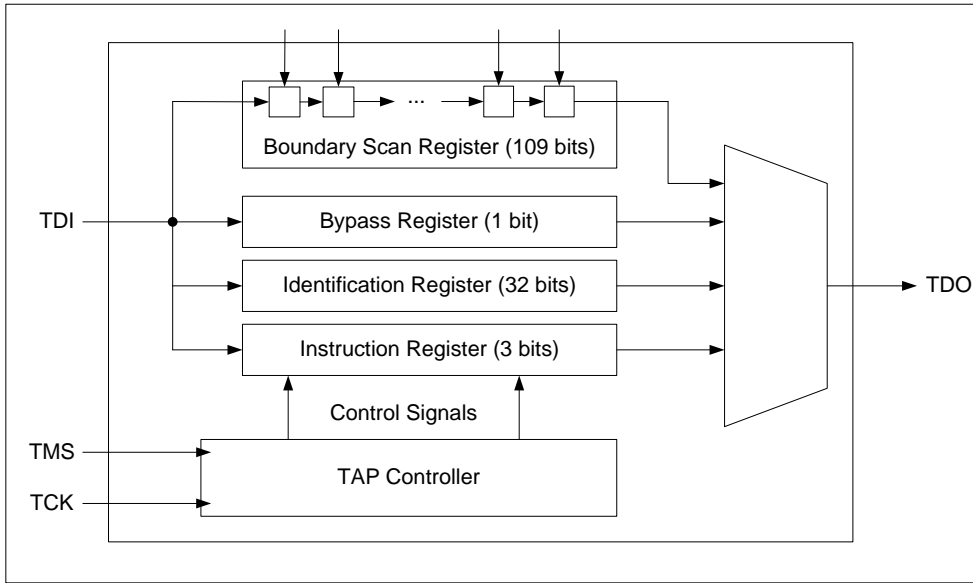 ...
Boundary Scan Register (109 bits)
TDI
Bypass Register (1 bit)
Identification Register (32 bits)
TDO
Instruction Register (3 bits)
Control Signals
TMS
TAP Controller
TCK